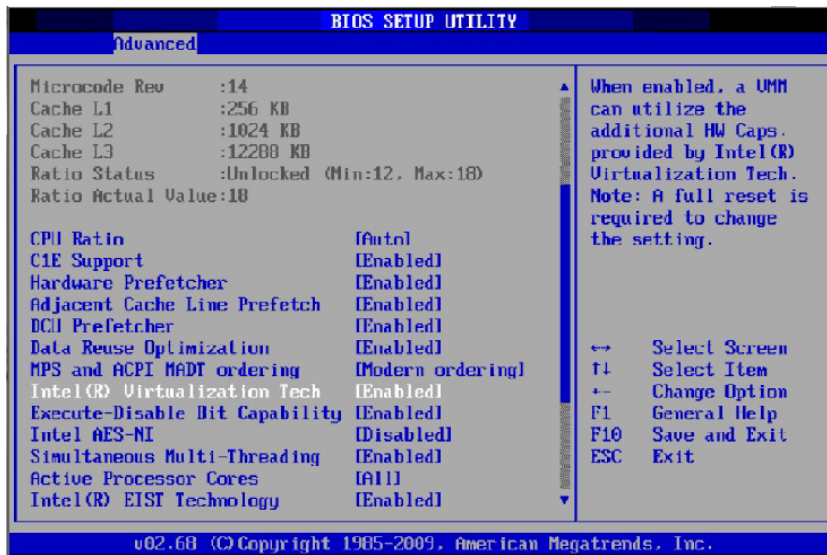 BIOS SETUP UTILITY
Advanced
Microcode Rev :14
Cache L1 :256 KB
Cache L2 :1024 KB
Cache L3 :12288 KB
Ratio Status :Unlocked (Min:12, Max:18)
Ratio Actual Value:18
CPU Ratio [Auto]
C1E Support [Enabled]
Hardware Prefetcher [Enabled]
Adjacent Cache Line Prefetch [Enabled]
DCU Prefetcher [Enabled]
Data Reuse Optimization [Enabled]
MPS and ACPI MADT ordering [Modern ordering]
Intel(R) Virtualization Tech [Enabled]
Execute-Disable Bit Capability [Enabled]
Intel AES-NI [Disabled]
Simultaneous Multi-Threading [Enabled]
Active Processor Cores [All]
Intel(R) EIST Technology [Enabled]
When enabled, a VMM
can utilize the
additional HW Caps.
provided by Intel(R)
Virtualization Tech.
Note: A full reset is
required to change
the setting.
↔ Select Screen
↑↓ Select Item
+- Change Option
F1 General Help
F10 Save and Exit
ESC Exit
v02.68 (C)Copyright 1985-2009, American Megatrends, Inc.